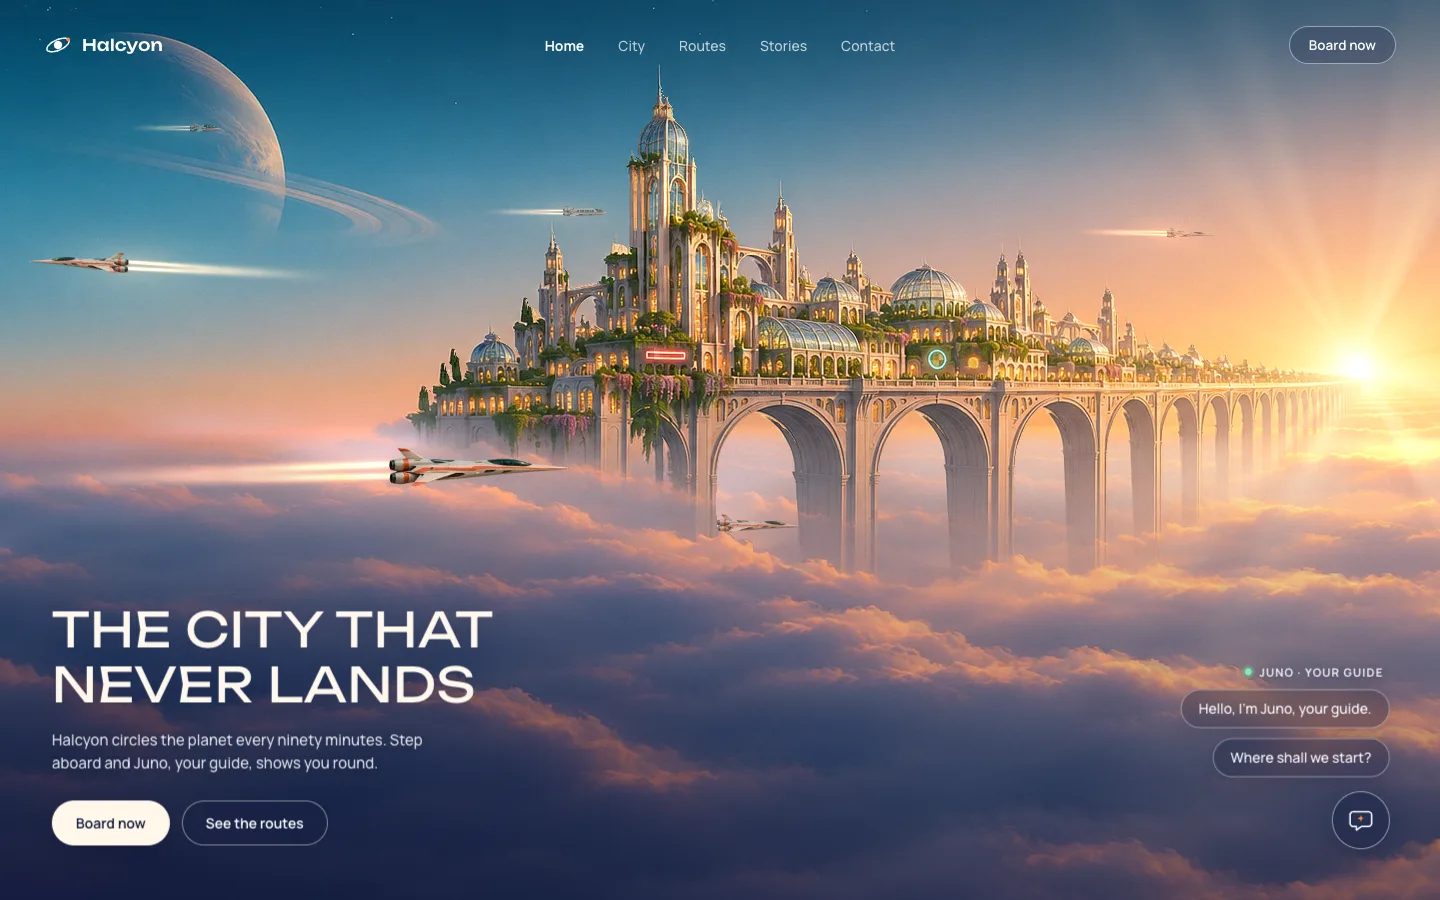 Halcyon
Home
City
Routes
Stories
Contact
Board now
THE CITY THAT
NEVER LANDS
Halcyon circles the planet every ninety minutes. Step
aboard and Juno, your guide, shows you round.
Board now
See the routes
JUNO · YOUR GUIDE
Hello, I'm Juno, your guide.
Where shall we start?